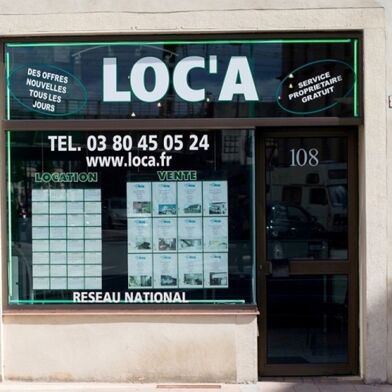 DES OFFRES
NOUVELLES
TOUS LES
JOURS
LOC'A
SERVICE
PROPRIETAIRE
GRATUIT
TEL. 03 80 45 05 24
www.loca.fr
108
LOCATION
VENTE
RESEAU NATIONAL